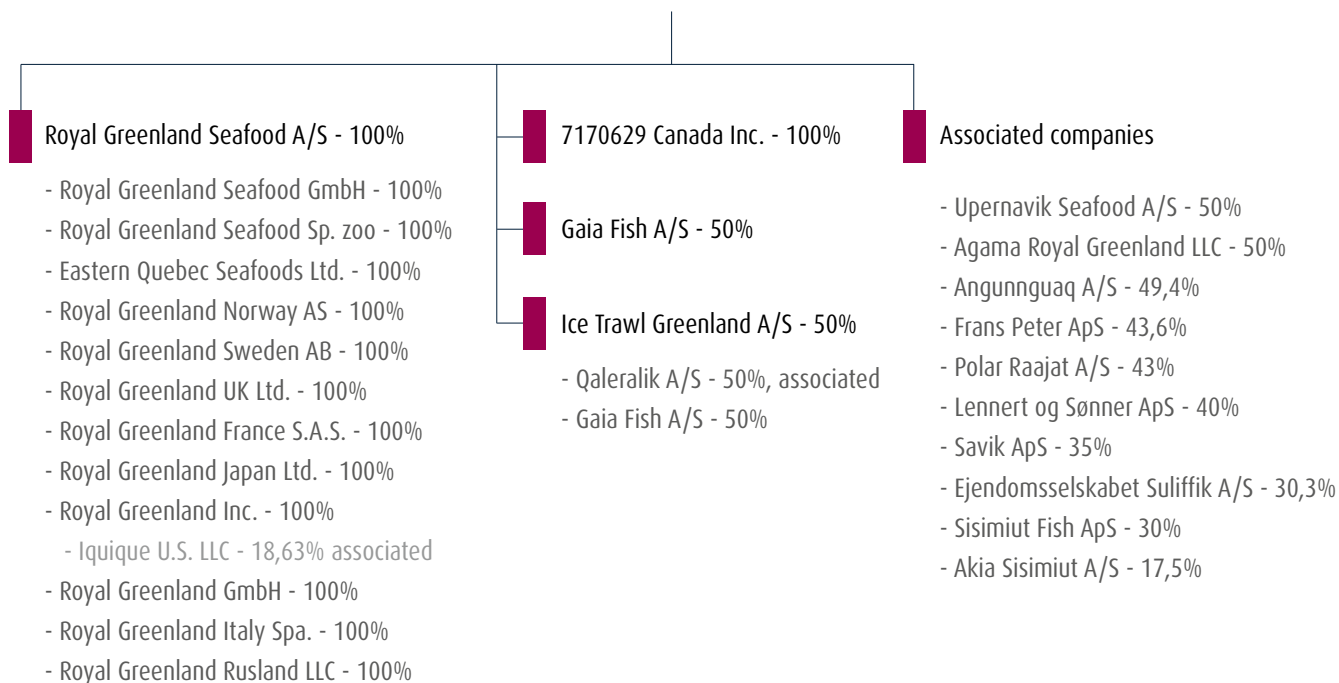 Royal Greenland Seafood A/S - 100%
- Royal Greenland Seafood GmbH - 100%
- Royal Greenland Seafood Sp. zoo - 100%
- Eastern Quebec Seafoods Ltd. - 100%
- Royal Greenland Norway AS - 100%
- Royal Greenland Sweden AB - 100%
- Royal Greenland UK Ltd. - 100%
- Royal Greenland France S.A.S. - 100%
- Royal Greenland Japan Ltd. - 100%
- Royal Greenland Inc. - 100%
- Iquique U.S. LLC - 18,63% associated
- Royal Greenland GmbH - 100%
- Royal Greenland Italy Spa. - 100%
- Royal Greenland Rusland LLC - 100%
7170629 Canada Inc. - 100%
Gaia Fish A/S - 50%
Ice Trawl Greenland A/S - 50%
- Qaleralik A/S - 50%, associated
- Gaia Fish A/S - 50%
Associated companies
- Upernavik Seafood A/S - 50%
- Agama Royal Greenland LLC - 50%
- Angunnguaq A/S - 49,4%
- Frans Peter ApS - 43,6%
- Polar Raajat A/S - 43%
- Lennert og Sønner ApS - 40%
- Savik ApS - 35%
- Ejendomsselskabet Suliffik A/S - 30,3%
- Sisimiut Fish ApS - 30%
- Akia Sisimiut A/S - 17,5%